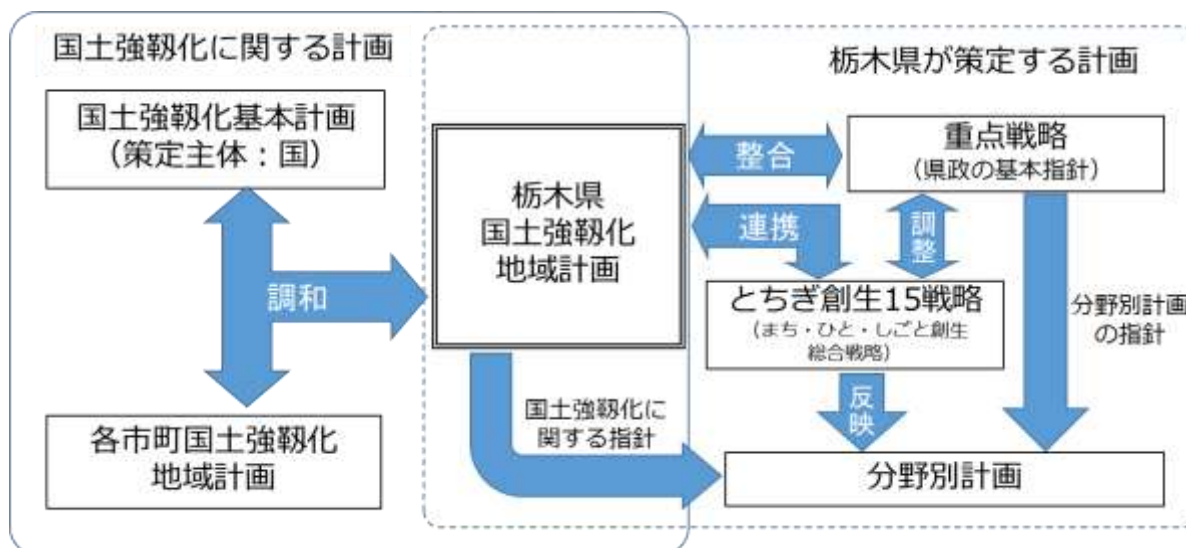 国土強靱化に関する計画
栃木県が策定する計画
国土強靱化基本計画
（策定主体：国）
調和
各市町国土強靱化
地域計画
栃木県
国土強靱化
地域計画
整合
連携
重点戦略
（県政の基本指針）
調整
とちぎ創生15戦略
（まち・ひと・しごと創生
総合戦略）
分野別計画
の指針
反映
国土強靱化に
関する指針
分野別計画